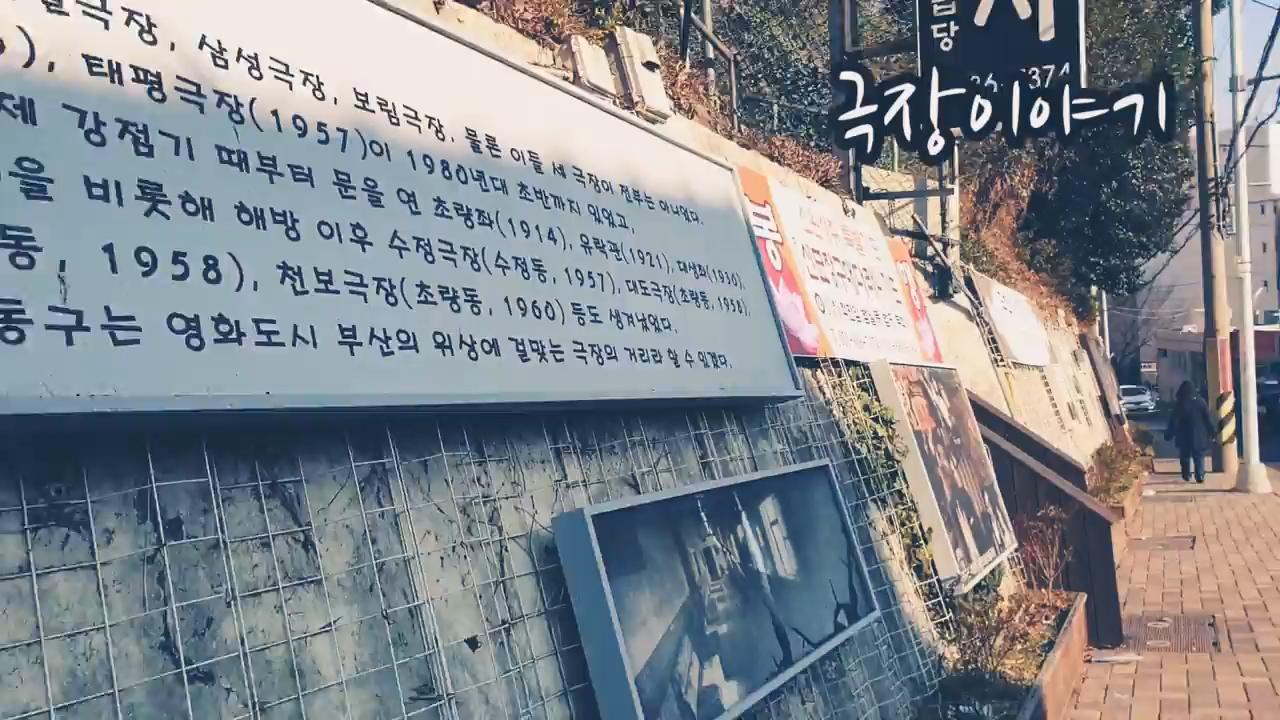 극장, 삼성극장, 보림극장. 물론 이들 세 극장이 전부는 아니었다.
), 태평극장(1957)이 1980년대 초반까지 있었고,
제 강점기 때부터 문을 연 초량좌(1914), 유락관(1921), 대생좌(1930),
을 비롯해 해방 이후 수정극장(수정동, 1957), 대도극장(초량동, 1958),
동, 1958), 천보극장(초량동, 1960) 등도 생겨났었다.
동구는 영화도시 부산의 위상에 걸맞는 극장의 거리라 할 수 있겠다.
극장이야기